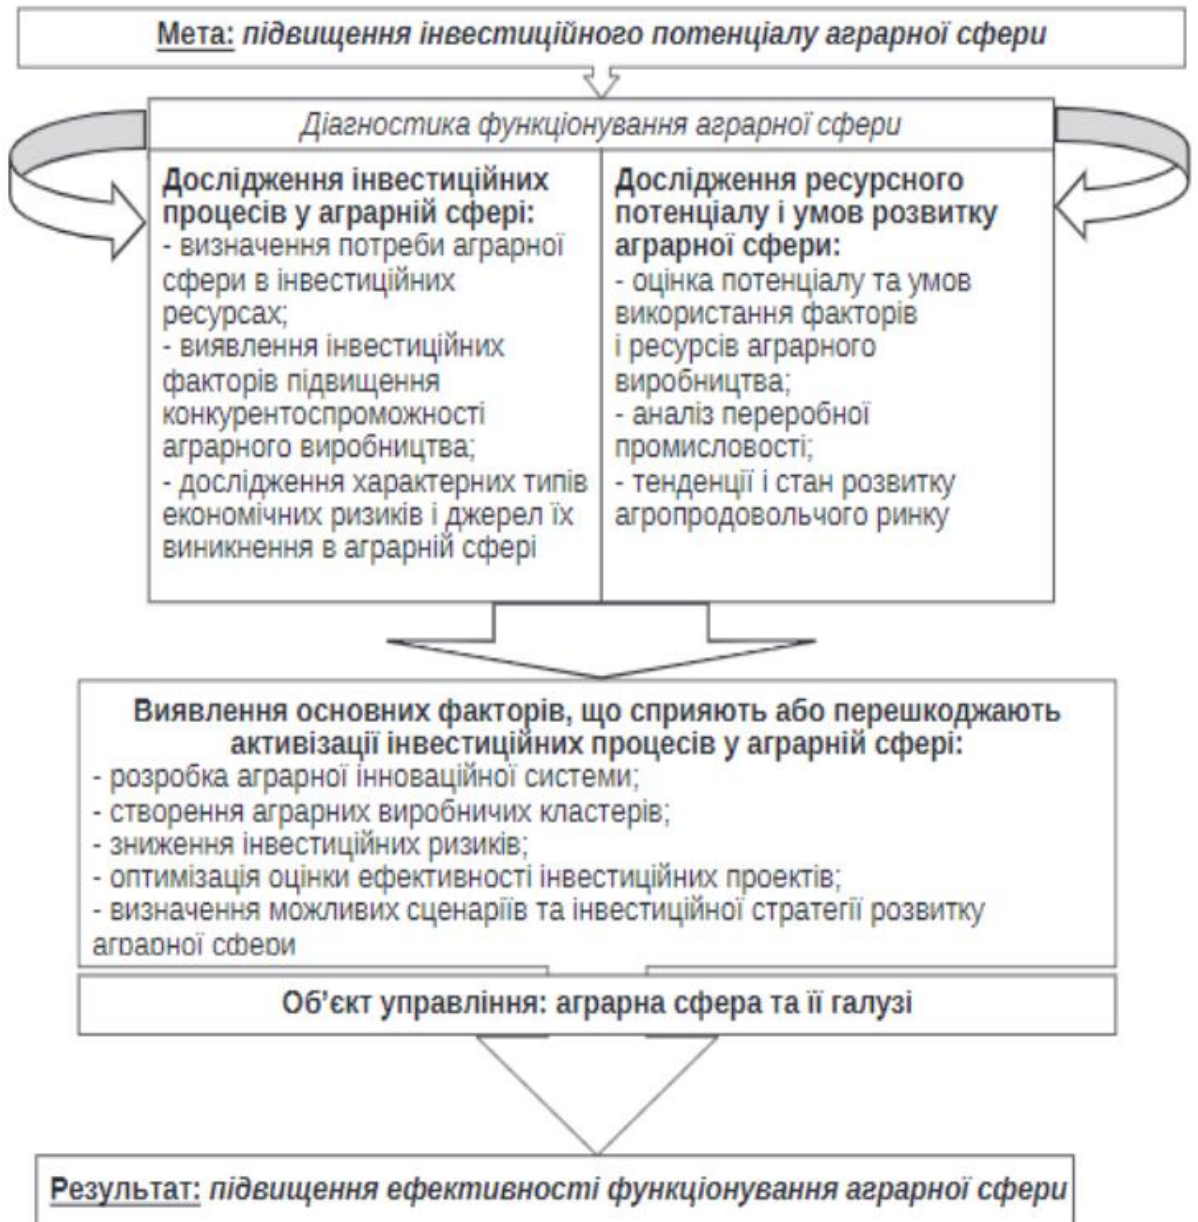 Мета: підвищення інвестиційного потенціалу аграрної сфери
Діагностика функціонування аграрної сфери
Дослідження інвестиційних
процесів у аграрній сфері:
- визначення потреби аграрної
сфери в інвестиційних
ресурсах;
- виявлення інвестиційних
факторів підвищення
конкурентоспроможності
аграрного виробництва;
- дослідження характерних типів
економічних ризиків і джерел їх
виникнення в аграрній сфері
Дослідження ресурсного
потенціалу і умов розвитку
аграрної сфери:
- оцінка потенціалу та умов
використання факторів
і ресурсів аграрного
виробництва;
- аналіз переробної
промисловості;
- тенденції і стан розвитку
агропродовольчого ринку
Виявлення основних факторів, що сприяють або перешкоджають
активізації інвестиційних процесів у аграрній сфері:
- розробка аграрної інноваційної системи;
- створення аграрних виробничих кластерів;
- зниження інвестиційних ризиків;
- оптимізація оцінки ефективності інвестиційних проектів;
- визначення можливих сценаріїв та інвестиційної стратегії розвитку
аграрної сфери
Об’єкт управління: аграрна сфера та її галузі
Результат: підвищення ефективності функціонування аграрної сфери